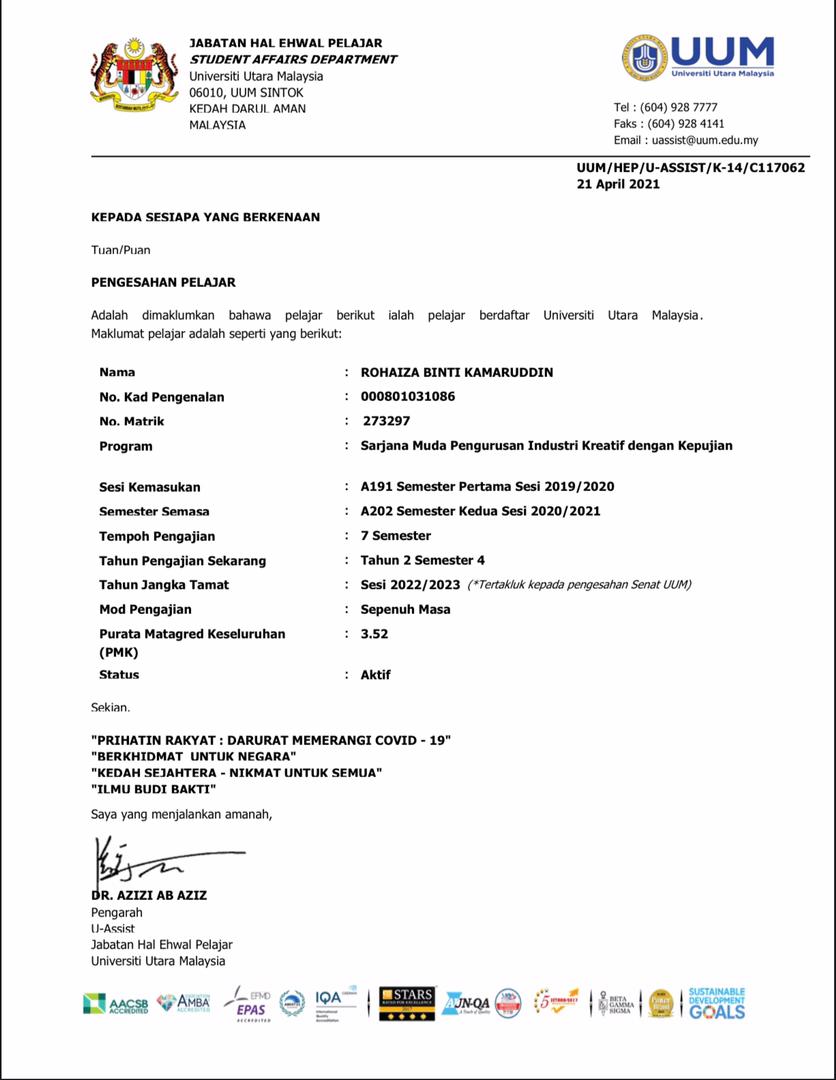 JABATAN HAL EHWAL PELAJAR
STUDENT AFFAIRS DEPARTMENT
Universiti Utara Malaysia
06010, UUM SINTOK
KEDAH DARUL AMAN
MALAYSIA
UUM
Universiti Utara Malaysia
Tel : (604) 928 7777
Faks : (604) 928 4141
Email : uassist@uum.edu.my
UUM/HEP/U-ASSIST/K-14/C117062
21 April 2021
KEPADA SESIAPA YANG BERKENAAN
Tuan/Puan
PENGESAHAN PELAJAR
Adalah dimaklumkan bahawa pelajar berikut ialah pelajar berdaftar Universiti Utara Malaysia.
Maklumat pelajar adalah seperti yang berikut:
Nama : ROHAIZA BINTI KAMARUDDIN
No. Kad Pengenalan : 000801031086
No. Matrik : 273297
Program : Sarjana Muda Pengurusan Industri Kreatif dengan Kepujian
Sesi Kemasukan : A191 Semester Pertama Sesi 2019/2020
Semester Semasa : A202 Semester Kedua Sesi 2020/2021
Tempoh Pengajian : 7 Semester
Tahun Pengajian Sekarang : Tahun 2 Semester 4
Tahun Jangka Tamat : Sesi 2022/2023 (*Tertakluk kepada pengesahan Senat UUM)
Mod Pengajian : Sepenuh Masa
Purata Matagred Keseluruhan : 3.52
(PMK)
Status : Aktif
Sekian.
"PRIHATIN RAKYAT : DARURAT MEMERANGI COVID - 19"
"BERKHIDMAT UNTUK NEGARA"
"KEDAH SEJAHTERA - NIKMAT UNTUK SEMUA"
"ILMU BUDI BAKTI"
Saya yang menjalankan amanah,
DR. AZIZI AB AZIZ
Pengarah
U-Assist
Jabatan Hal Ehwal Pelajar
Universiti Utara Malaysia
AACSB
ACCREDITED
AMBA
ACCREDITED
EFMD
EPAS
ACCREDITED
IQA
STARS
JN-QA
BETA
GAMMA
SIGMA
SUSTAINABLE
DEVELOPMENT
GOALS